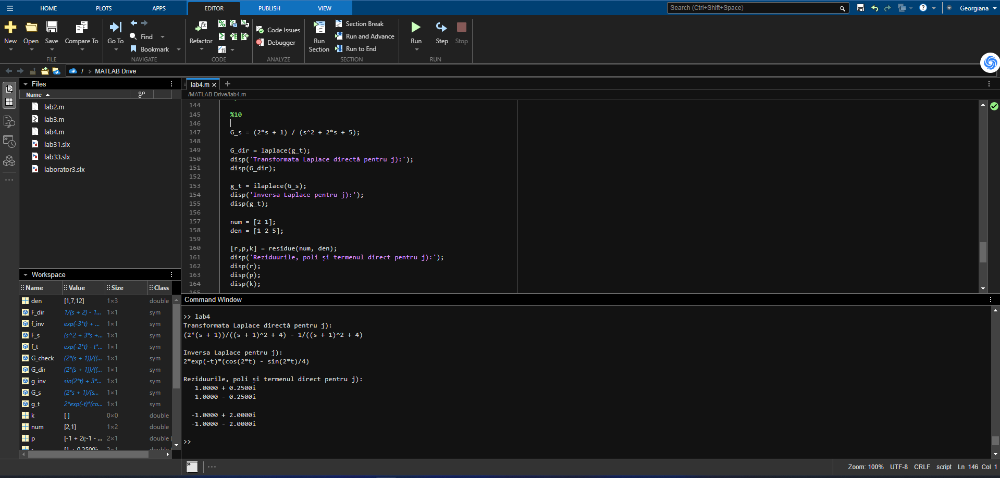 HOME PLOTS APPS EDITOR PUBLISH VIEW Search (Ctrl+Shift+Space) Georgiana
New Open Save Compare To Go To Find Bookmark Refactor Code Issues Debugger Run Section Section Break Run and Advance Run to End Run Step Stop
FILE NAVIGATE CODE ANALYZE SECTION RUN
/ > MATLAB Drive
Files
Name
lab2.m
lab3.m
lab4.m
lab31.slx
lab33.slx
laborator3.slx
Workspace
Name Value Size Class
den [1,7,12] 1×3 double
F_dir 1/(s + 2) - 1... 1×1 sym
f_inv exp(-3*t) + ... 1×1 sym
F_s (s^2 + 3*s +... 1×1 sym
f_t exp(-2*t) - t*... 1×1 sym
G_check (2*(s + 1))/((... 1×1 sym
G_dir (2*(s + 1))/((... 1×1 sym
g_inv sin(2*t) + 3*... 1×1 sym
G_s (2*s + 1)/(s... 1×1 sym
g_t 2*exp(-t)*(co... 1×1 sym
k [ ] 0×0 double
num [2,1] 1×2 double
p [-1 + 2i;-1 - ... 2×1 double (
lab4.m
/MATLAB Drive/lab4.m
144
145 %10
146
147 G_s = (2*s + 1) / (s^2 + 2*s + 5);
148
149 G_dir = laplace(g_t);
150 disp('Transformata Laplace directă pentru j):');
151 disp(G_dir);
152
153 g_t = ilaplace(G_s);
154 disp('Inversa Laplace pentru j):');
155 disp(g_t);
156
157 num = [2 1];
158 den = [1 2 5];
159
160 [r,p,k] = residue(num, den);
161 disp('Reziduurile, poli și termenul direct pentru j):');
162 disp(r);
163 disp(p);
164 disp(k);
165
Command Window
>> lab4
Transformata Laplace directă pentru j):
(2*(s + 1))/((s + 1)^2 + 4) - 1/((s + 1)^2 + 4)
Inversa Laplace pentru j):
2*exp(-t)*(cos(2*t) - sin(2*t)/4)
Reziduurile, poli și termenul direct pentru j):
1.0000 + 0.2500i
1.0000 - 0.2500i
-1.0000 + 2.0000i
-1.0000 - 2.0000i
>>
Zoom: 100% UTF-8 CRLF script Ln 146 Col 1